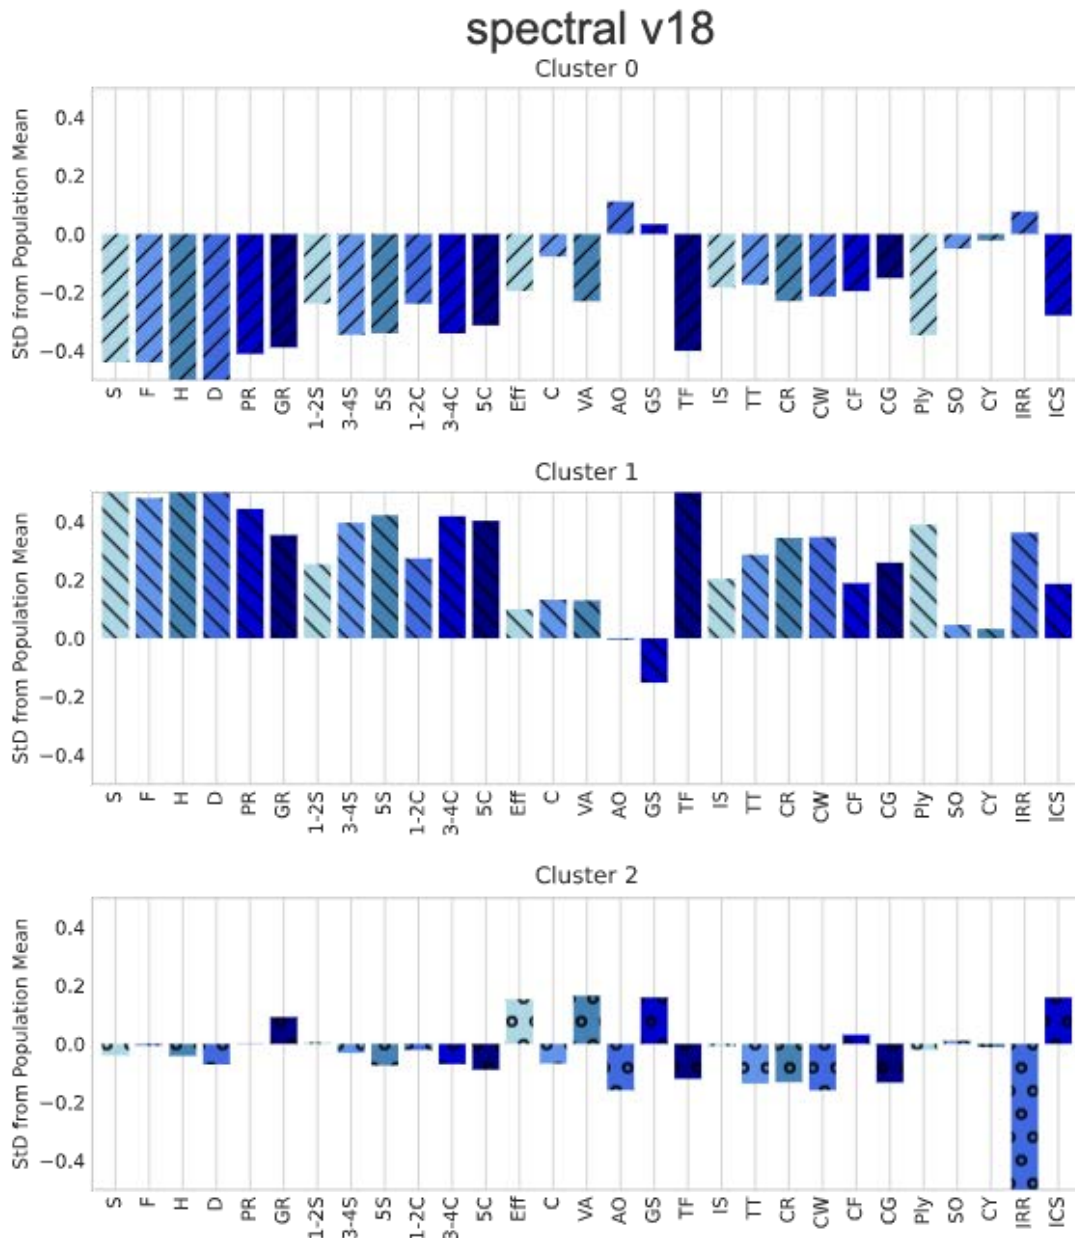 spectral v18
Cluster 0
StD from Population Mean
0.4
0.2
0.0
−0.2
−0.4
S F H D PR GR 1-2S 3-4S 5S 1-2C 3-4C 5C Eff C VA AO GS TF IS TT CR CW CF CG Ply SO CY IRR ICS
Cluster 1
StD from Population Mean
0.4
0.2
0.0
−0.2
−0.4
S F H D PR GR 1-2S 3-4S 5S 1-2C 3-4C 5C Eff C VA AO GS TF IS TT CR CW CF CG Ply SO CY IRR ICS
Cluster 2
StD from Population Mean
0.4
0.2
0.0
−0.2
−0.4
S F H D PR GR 1-2S 3-4S 5S 1-2C 3-4C 5C Eff C VA AO GS TF IS TT CR CW CF CG Ply SO CY IRR ICS